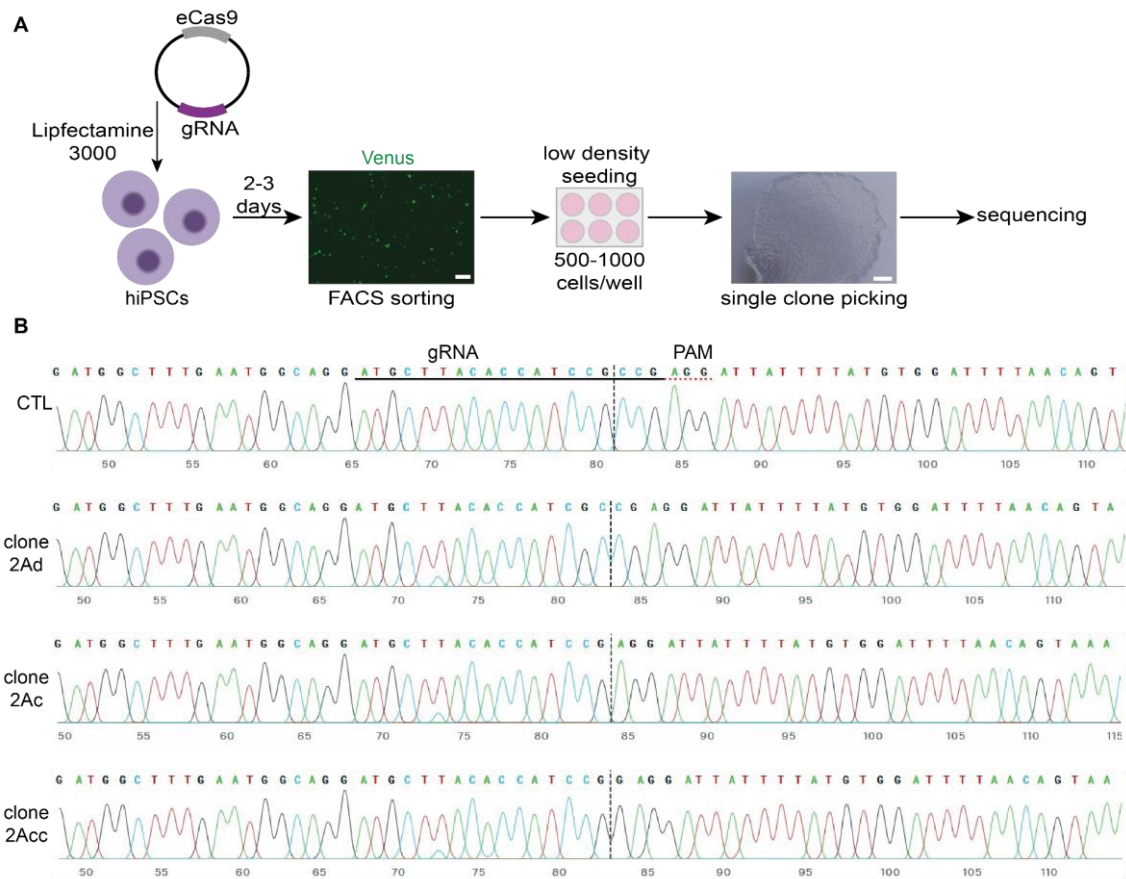 A
eCas9
gRNA
Lipfectamine
3000
hiPSCs
2-3
days
Venus
FACS sorting
low density
seeding
500-1000
cells/well
single clone picking
sequencing
B
gRNA PAM
G A T G G C T T T G A A T G G C A G G A T G C T T A C A C C A T C C G C C G A G G A T T A T T T T A T G T G G A T T T T A A C A G T
CTL
50 55 60 65 70 75 80 85 90 95 100 105 110
G A T G G C T T T G A A T G G C A G G A T G C T T A C A C C A T C G C C G A G G A T T A T T T T A T G T G G A T T T T A A C A G T A
clone
2Ad
50 55 60 65 70 75 80 85 90 95 100 105 110
G A T G G C T T T G A A T G G C A G G A T G C T T A C A C C A T C C G A G G A T T A T T T T A T G T G G A T T T T A A C A G T A A A
clone
2Ac
50 55 60 65 70 75 80 85 90 95 100 105 110 115
G A T G G C T T T G A A T G G C A G G A T G C T T A C A C C A T C C G G A G G A T T A T T T T A T G T G G A T T T T A A C A G T A A
clone
2Acc
50 55 60 65 70 75 80 85 90 95 100 105 110